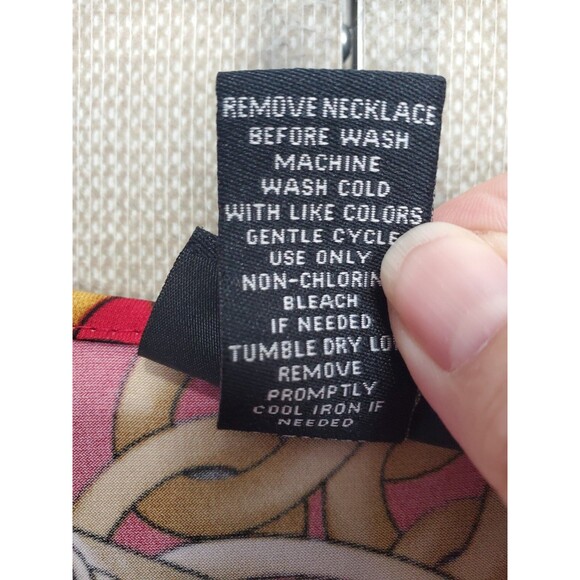 REMOVE NECKLACE
BEFORE WASH
MACHINE
WASH COLD
WITH LIKE COLORS
GENTLE CYCLE
USE ONLY
NON-CHLORIN
BLEACH
IF NEEDED
TUMBLE DRY LO
REMOVE
PROMPTLY
COOL IRON IF
NEEDED